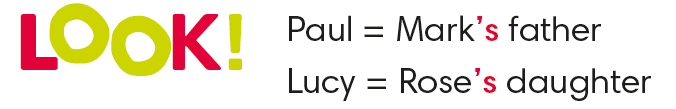 LOOK!
Paul = Mark's father
Lucy = Rose's daughter